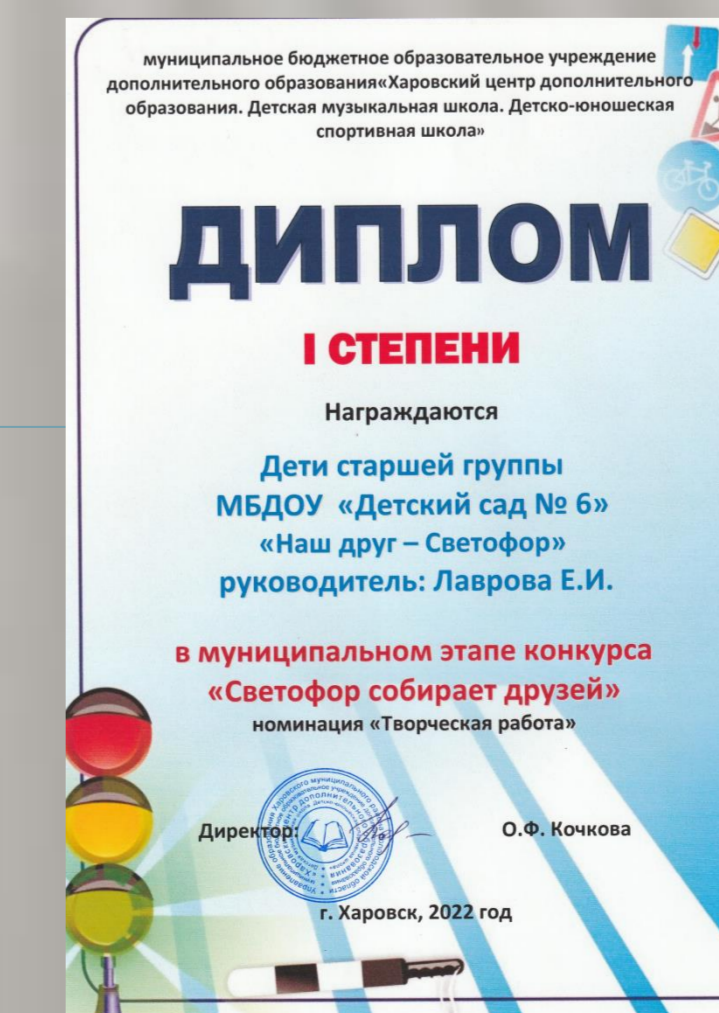 муниципальное бюджетное образовательное учреждение
дополнительного образования«Харовский центр дополнительного
образования. Детская музыкальная школа. Детско-юношеская
спортивная школа»
ДИПЛОМ
I СТЕПЕНИ
Награждаются
Дети старшей группы
МБДОУ «Детский сад № 6»
«Наш друг – Светофор»
руководитель: Лаврова Е.И.
в муниципальном этапе конкурса
«Светофор собирает друзей»
номинация «Творческая работа»
Директор: О.Ф. Кочкова
г. Харовск, 2022 год